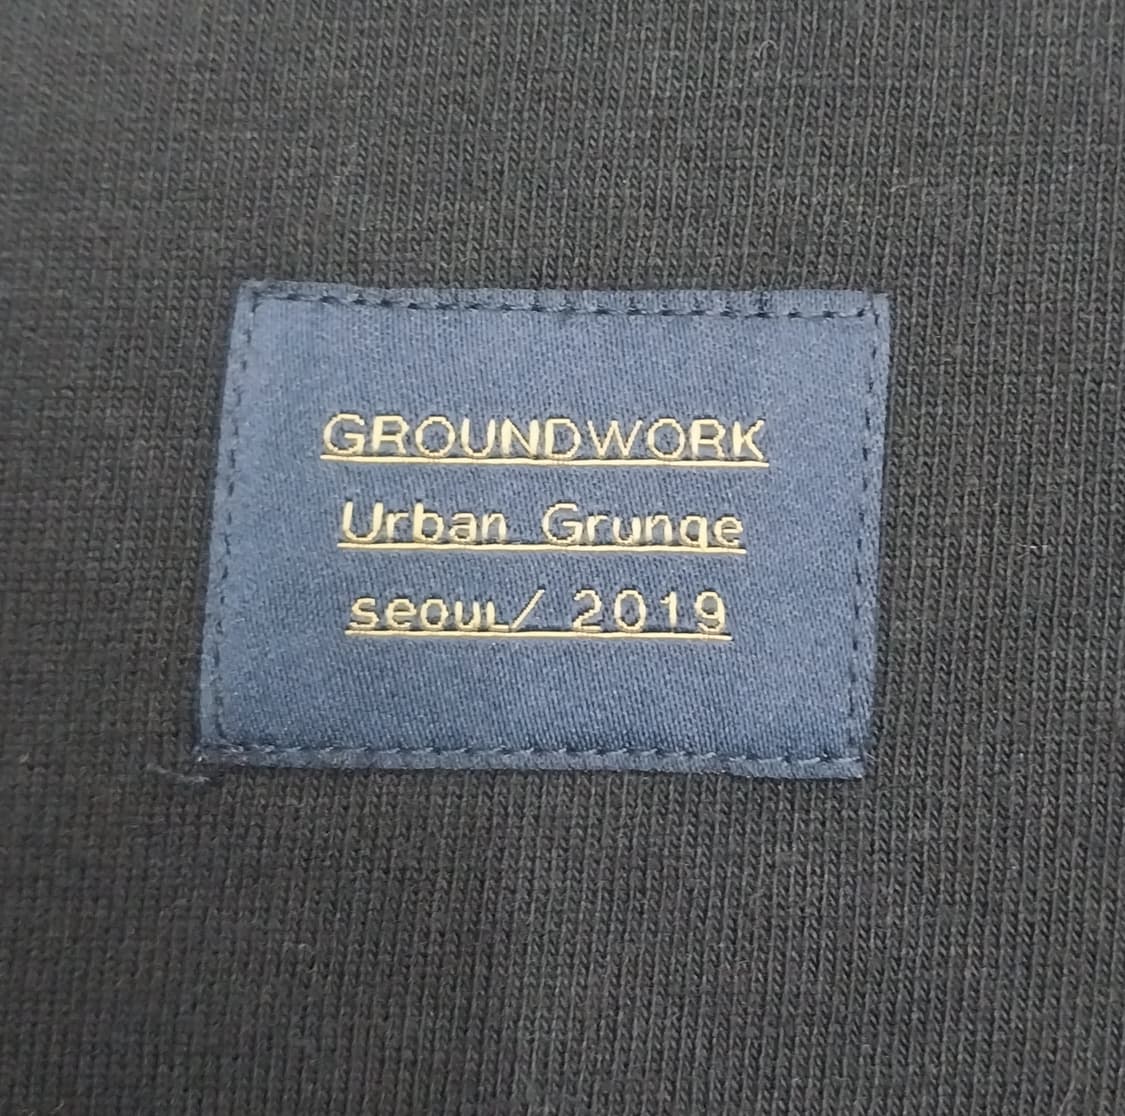 GROUNDWORK
Urban Grunge
seoul/ 2019